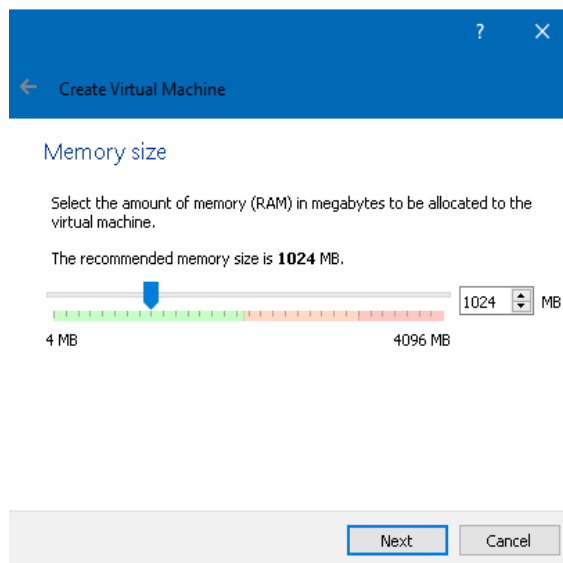 ?
Create Virtual Machine
Memory size
Select the amount of memory (RAM) in megabytes to be allocated to the
virtual machine.
The recommended memory size is 1024 MB.
1024 MB
4 MB 4096 MB
Next Cancel